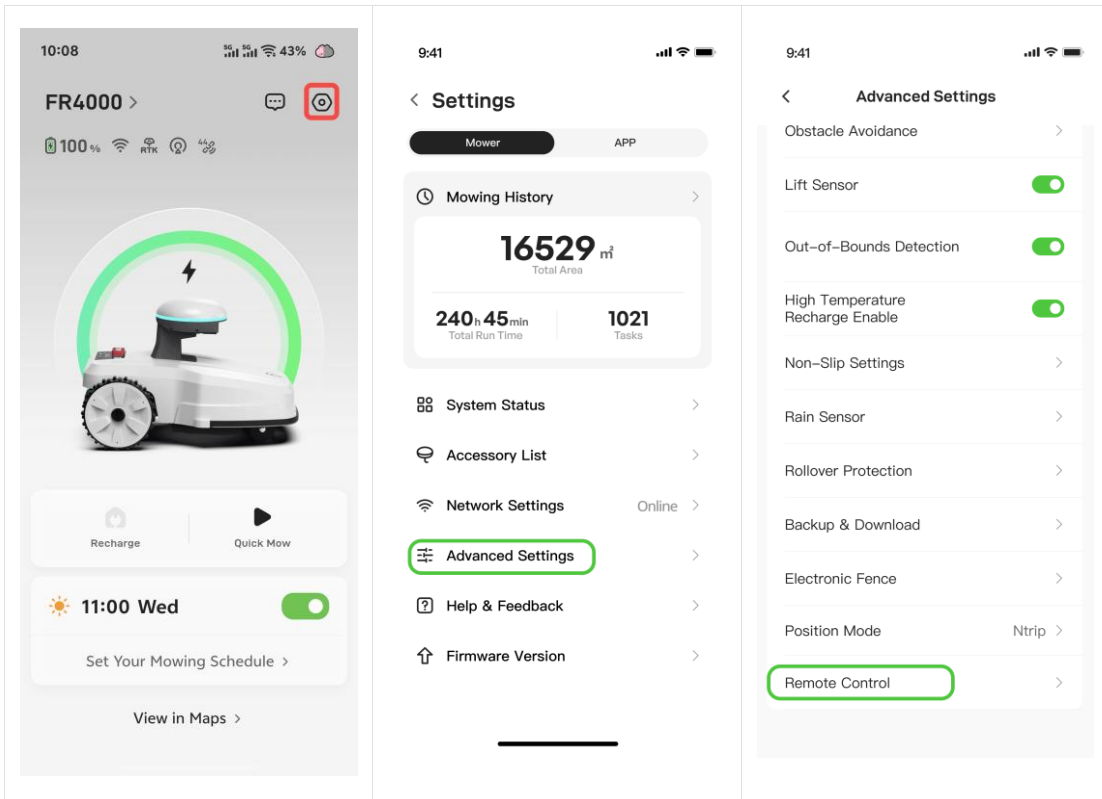 10:08
5G 5G 43%
FR4000 >
100%
RTK
44
Recharge
Quick Mow
11:00 Wed
Set Your Mowing Schedule >
View in Maps >
9:41
< Settings
Mower
APP
Mowing History >
16529 ㎡
Total Area
240h 45min
Total Run Time
1021
Tasks
System Status >
Accessory List >
Network Settings Online >
Advanced Settings >
Help & Feedback >
Firmware Version >
9:41
< Advanced Settings
Obstacle Avoidance >
Lift Sensor
Out-of-Bounds Detection
High Temperature
Recharge Enable
Non-Slip Settings >
Rain Sensor >
Rollover Protection >
Backup & Download >
Electronic Fence >
Position Mode Ntrip >
Remote Control >